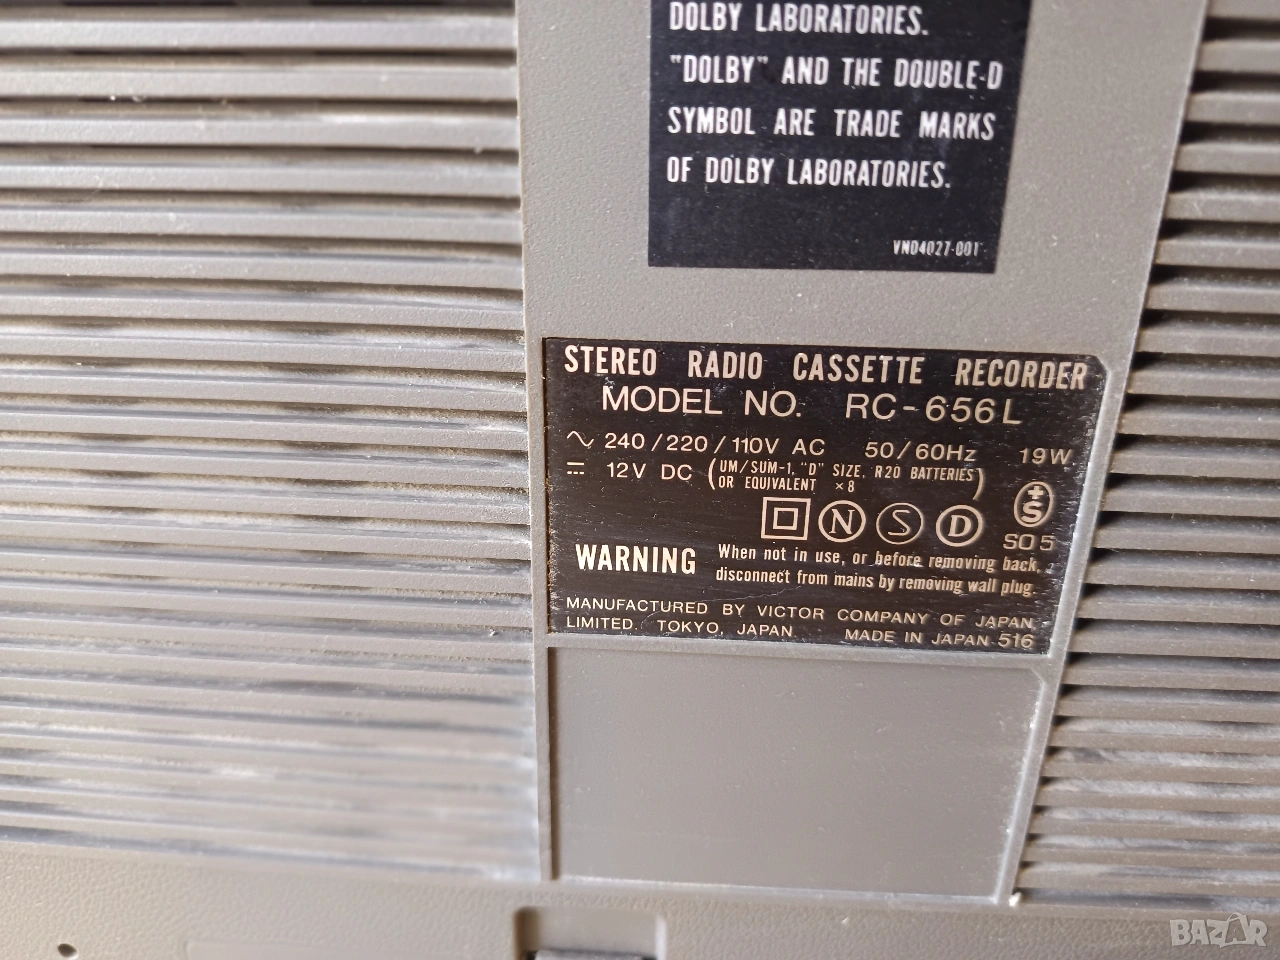 DOLBY LABORATORIES.
"DOLBY" AND THE DOUBLE-D
SYMBOL ARE TRADE MARKS
OF DOLBY LABORATORIES.
VND4027-001
STEREO RADIO CASSETTE RECORDER
MODEL NO. RC-656L
~ 240/220/110V AC 50/60Hz 19W
⎓ 12V DC (UM/SUM-1, "D" SIZE, R20 BATTERIES
OR EQUIVALENT ×8)
N S D +S
SO5
WARNING When not in use, or before removing back,
disconnect from mains by removing wall plug.
MANUFACTURED BY VICTOR COMPANY OF JAPAN,
LIMITED. TOKYO, JAPAN. MADE IN JAPAN 516
BAZAR